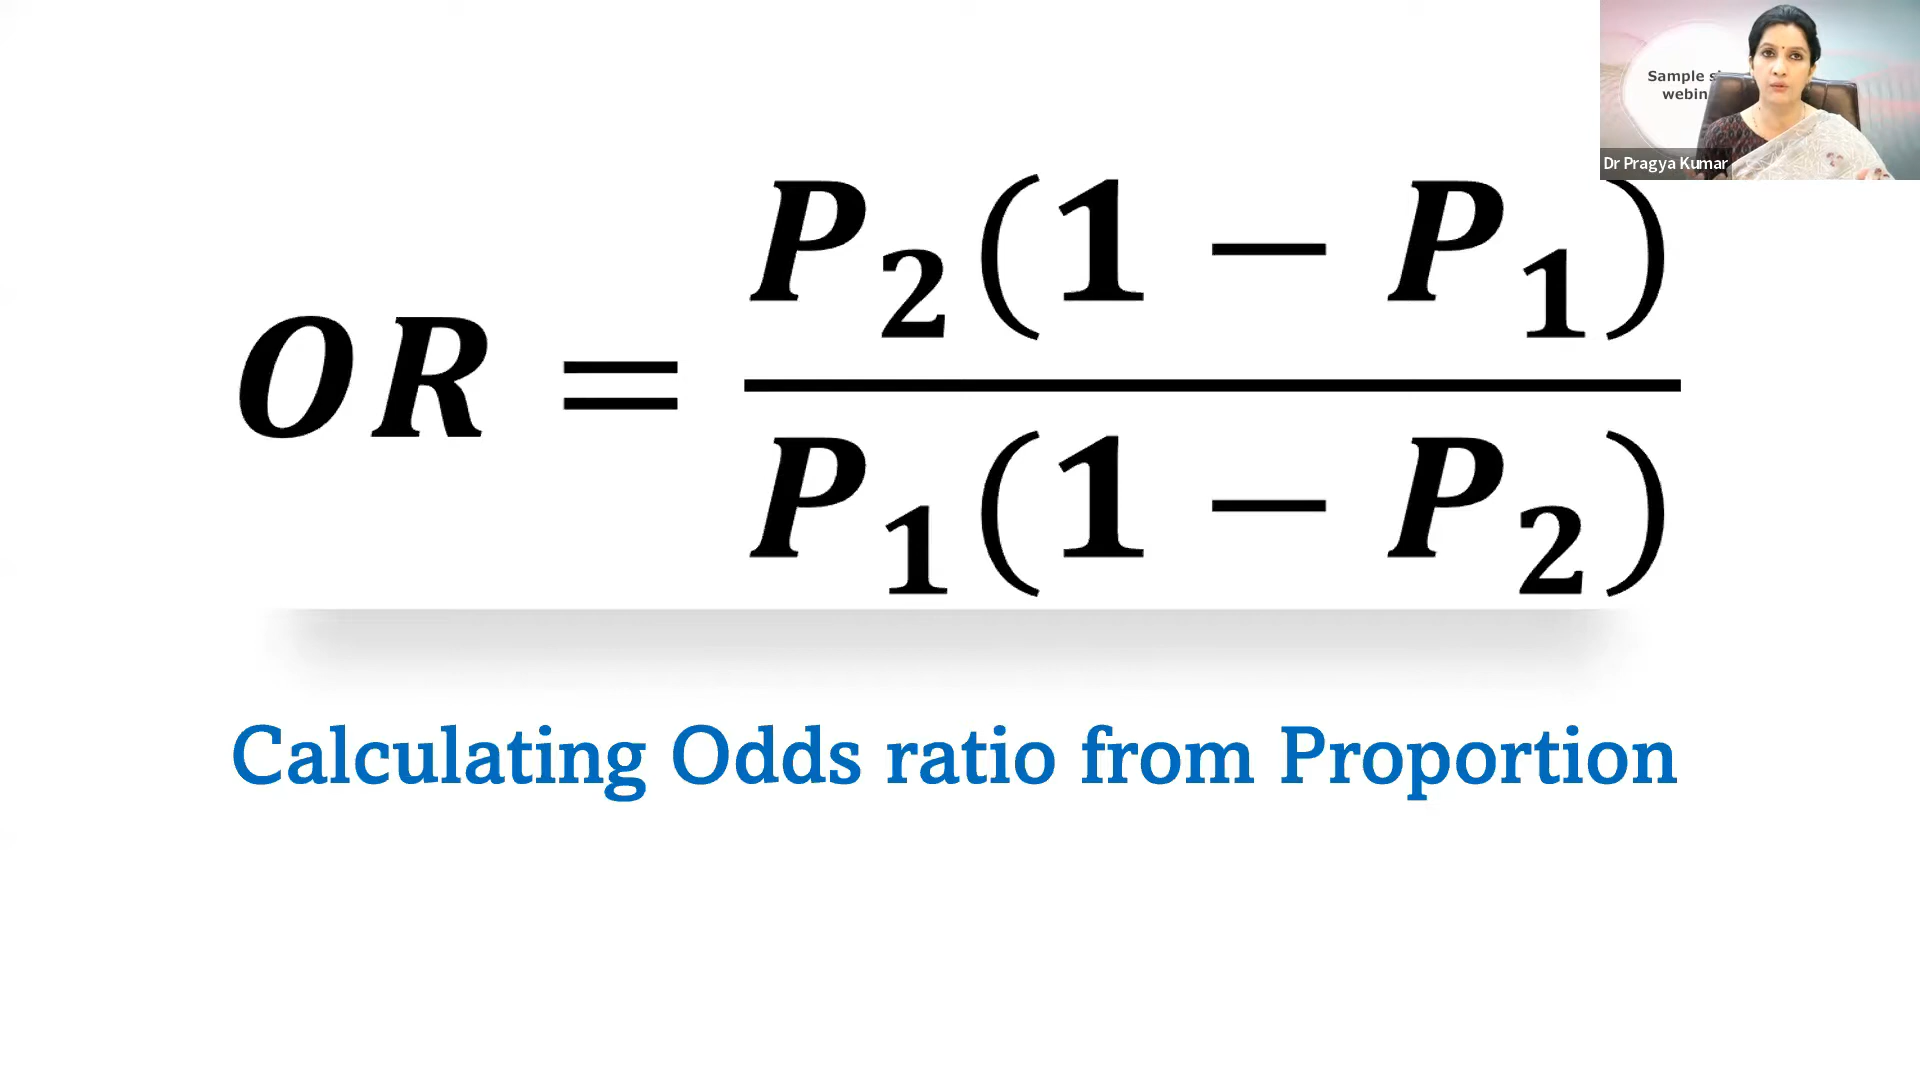 Sample
webin
Dr Pragya Kumar
OR = P₂(1 − P₁)
P₁(1 − P₂)
Calculating Odds ratio from Proportion